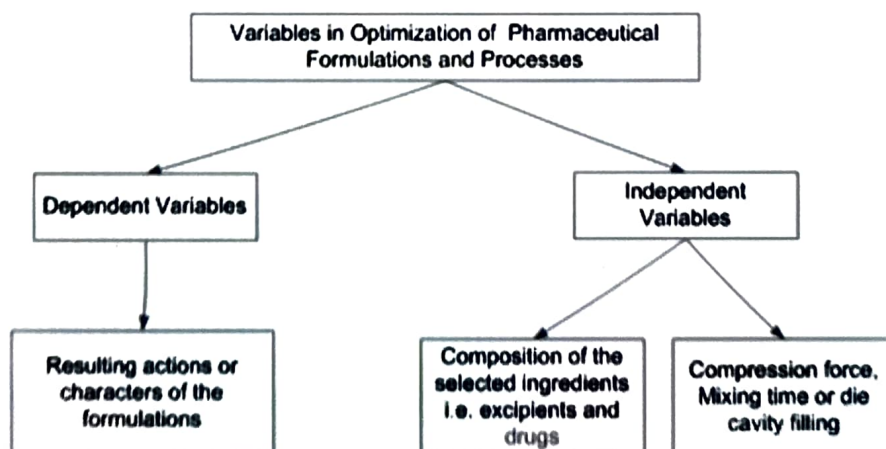 Variables in Optimization of Pharmaceutical
Formulations and Processes
Dependent Variables
Independent
Variables
Resulting actions or
characters of the
formulations
Composition of the
selected ingredients
i.e. excipients and
drugs
Compression force,
Mixing time or die
cavity filling